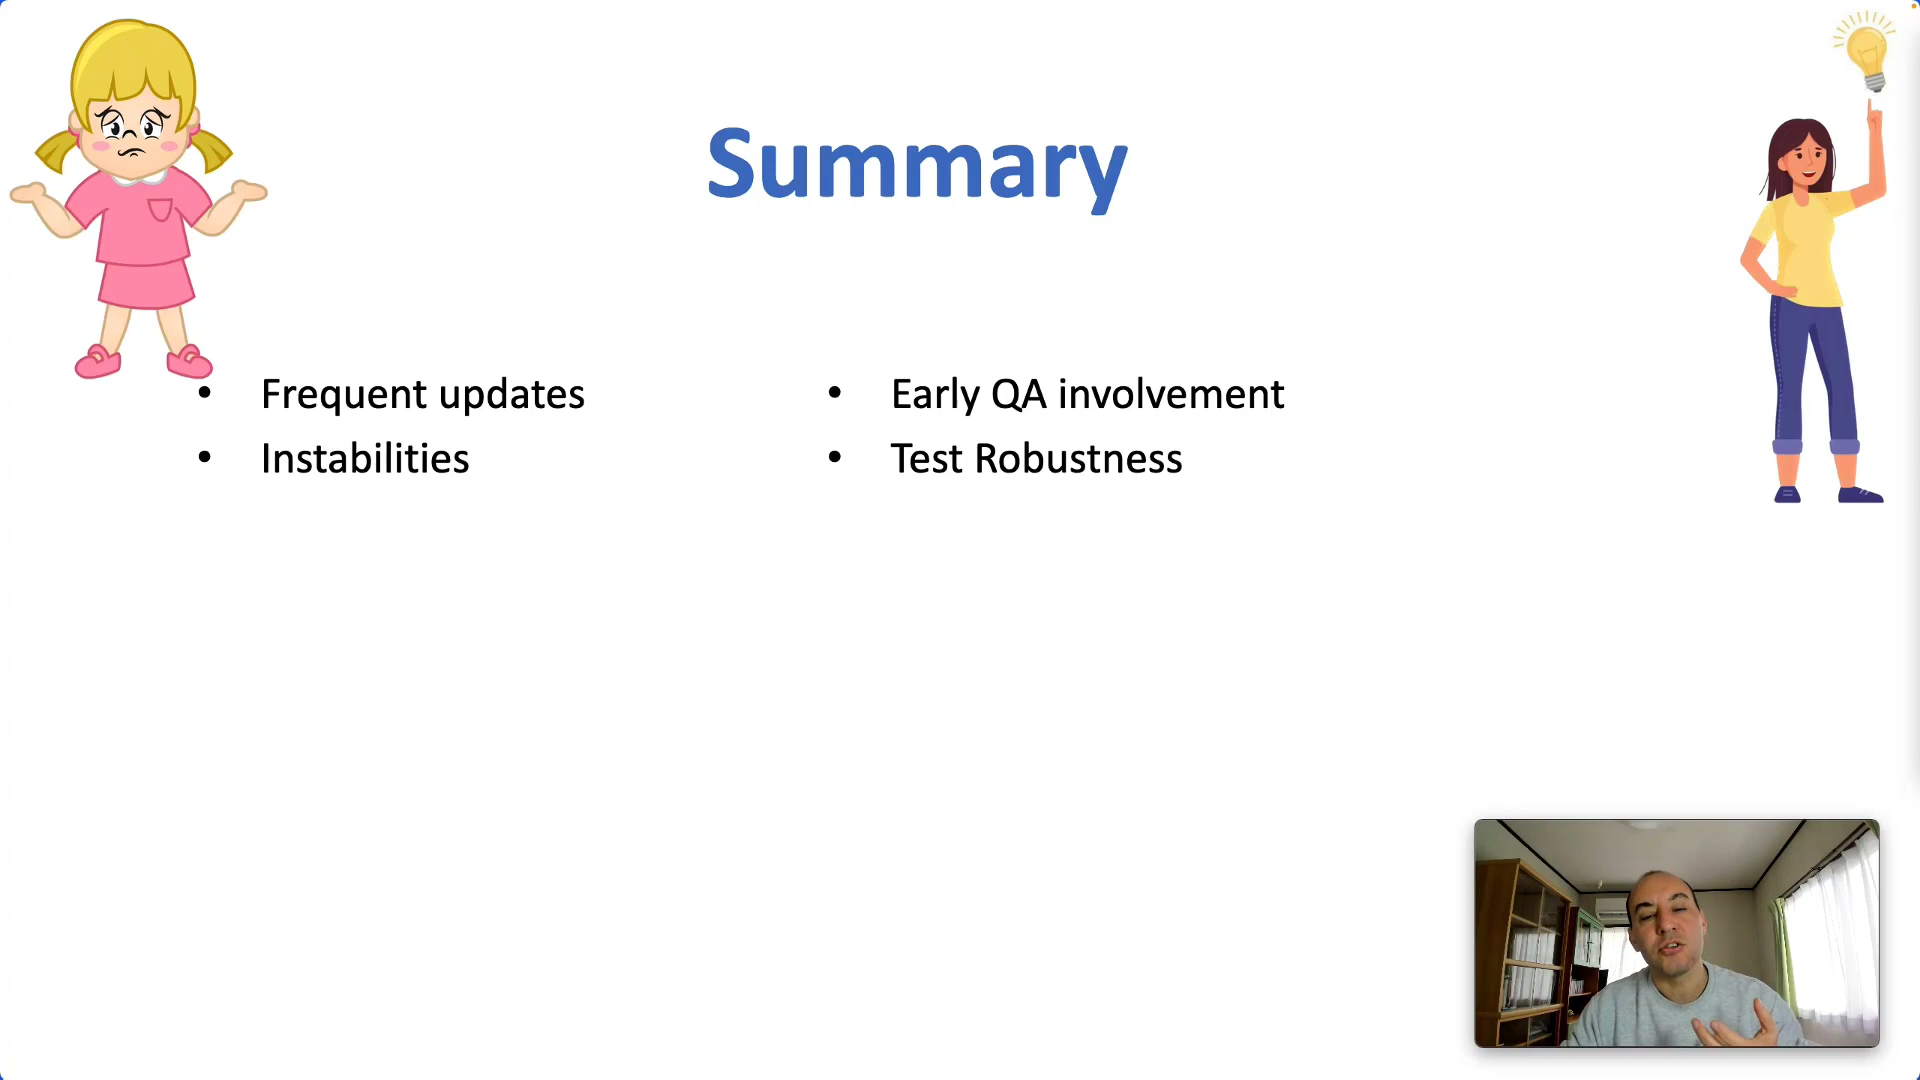 Summary
• Frequent updates
• Instabilities
• Early QA involvement
• Test Robustness